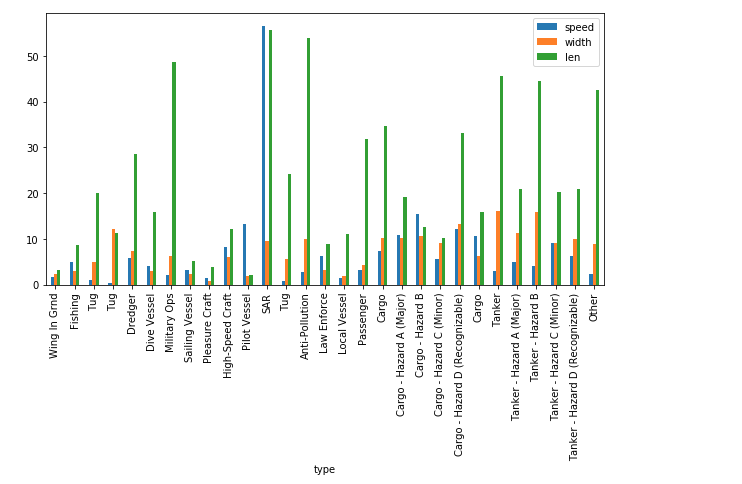 speed
width
len
50
40
30
20
10
0
Wing In Grnd
Fishing
Tug
Tug
Dredger
Dive Vessel
Military Ops
Sailing Vessel
Pleasure Craft
High-Speed Craft
Pilot Vessel
SAR
Tug
Anti-Pollution
Law Enforce
Local Vessel
Passenger
Cargo
Cargo - Hazard A (Major)
Cargo - Hazard B
Cargo - Hazard C (Minor)
Cargo - Hazard D (Recognizable)
Cargo
Tanker
Tanker - Hazard A (Major)
Tanker - Hazard B
Tanker - Hazard C (Minor)
Tanker - Hazard D (Recognizable)
Other
type